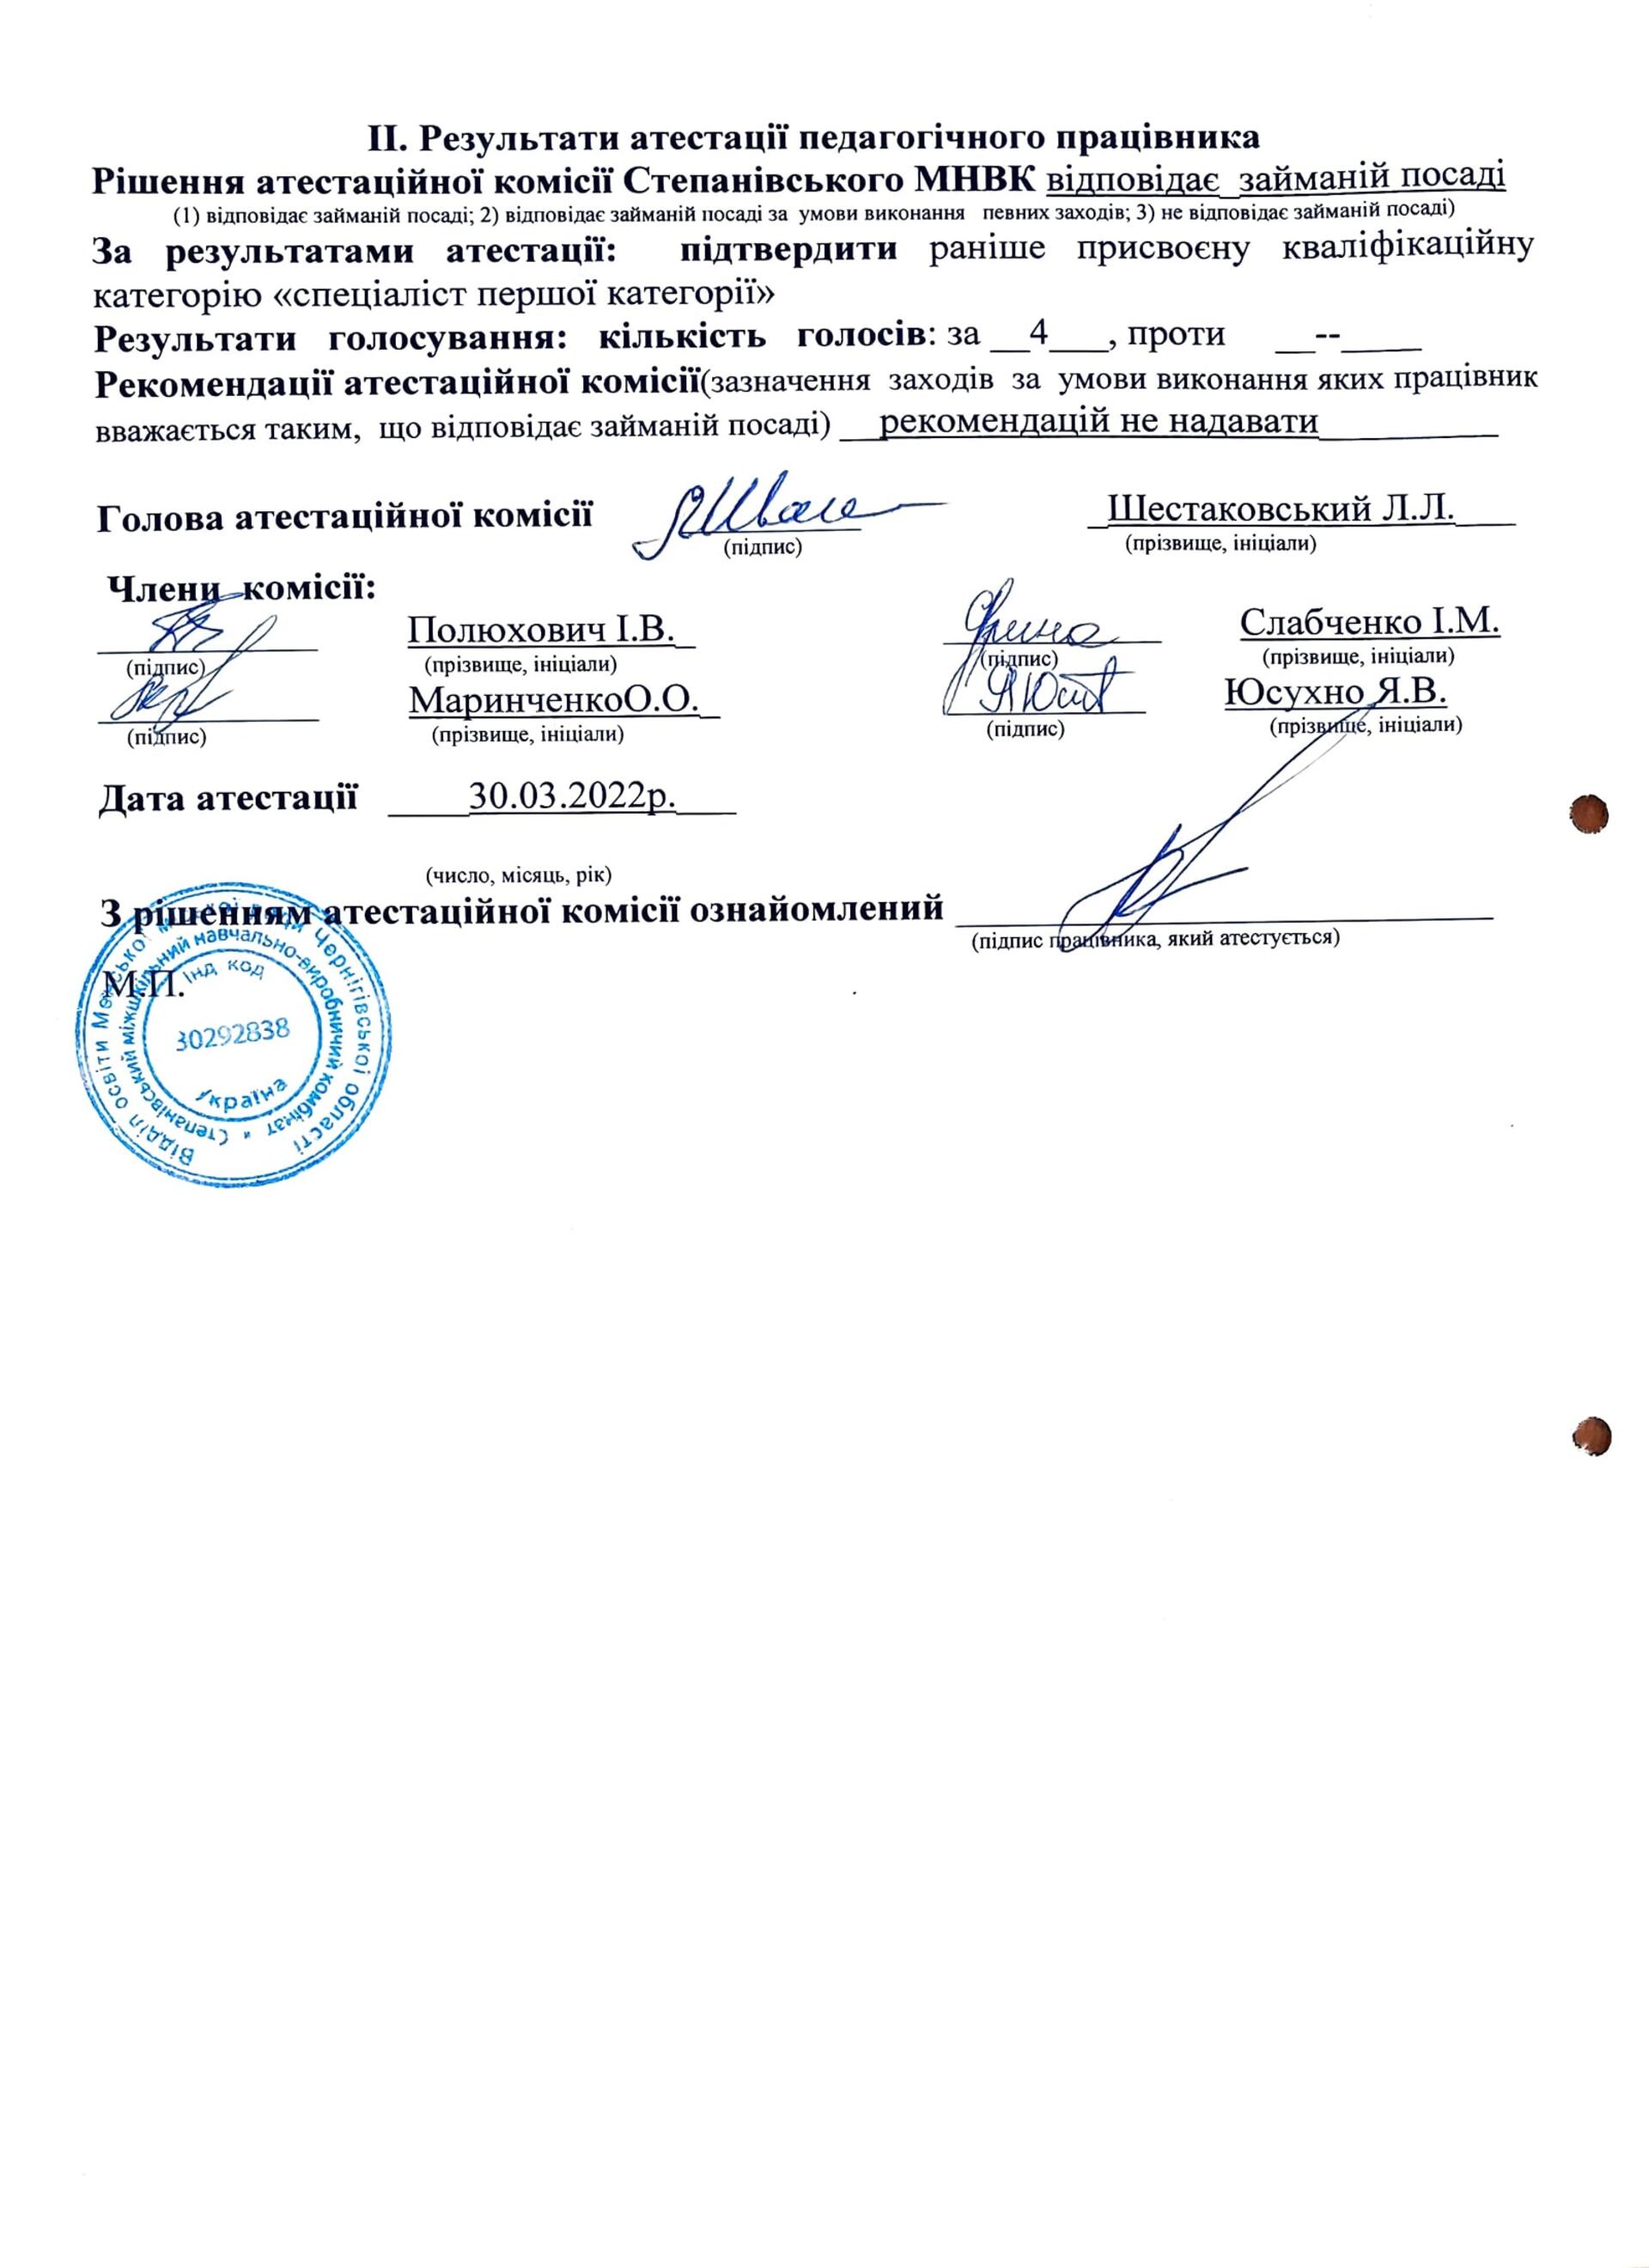 ІІ. Результати атестації педагогічного працівника
Рішення атестаційної комісії Степанівського МНВК відповідає_займаній посаді
(1) відповідає займаній посаді; 2) відповідає займаній посаді за умови виконання певних заходів; 3) не відповідає займаній посаді)
За результатами атестації: підтвердити раніше присвоєну кваліфікаційну
категорію «спеціаліст першої категорії»
Результати голосування: кількість голосів: за __4___, проти __--____
Рекомендації атестаційної комісії(зазначення заходів за умови виконання яких працівник
вважається таким, що відповідає займаній посаді) __рекомендацій не надавати_________
Голова атестаційної комісії _Шестаковський Л.Л.___
(підпис) (прізвище, ініціали)
Члени комісії:
Полюхович І.В._ Слабченко І.М.
(підпис) (прізвище, ініціали) (підпис) (прізвище, ініціали)
МаринченкоО.О._ Юсухно Я.В.
(підпис) (прізвище, ініціали) (підпис) (прізвище, ініціали)
Дата атестації ____30.03.2022р.___
(число, місяць, рік)
З рішенням атестаційної комісії ознайомлений
(підпис працівника, який атестується)
М.П.
Відділ освіти Менської міської ради Чернігівської області
Степанівський міжшкільний навчально-виробничий комбінат
Інд код
30292838
Україна